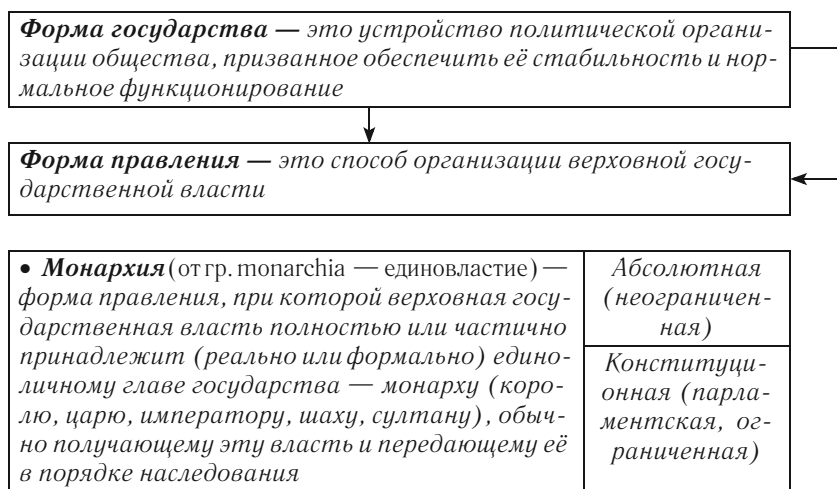 Форма государства — это устройство политической органи-
зации общества, призванное обеспечить её стабильность и нор-
мальное функционирование
Форма правления — это способ организации верховной госу-
дарственной власти
• Монархия (от гр. monarchia — единовластие) —
форма правления, при которой верховная госу-
дарственная власть полностью или частично
принадлежит (реально или формально) едино-
личному главе государства — монарху (коро-
лю, царю, императору, шаху, султану), обыч-
но получающему эту власть и передающему её
в порядке наследования
Абсолютная
(неограничен-
ная)
Конституци-
онная (парла-
ментская, ог-
раниченная)